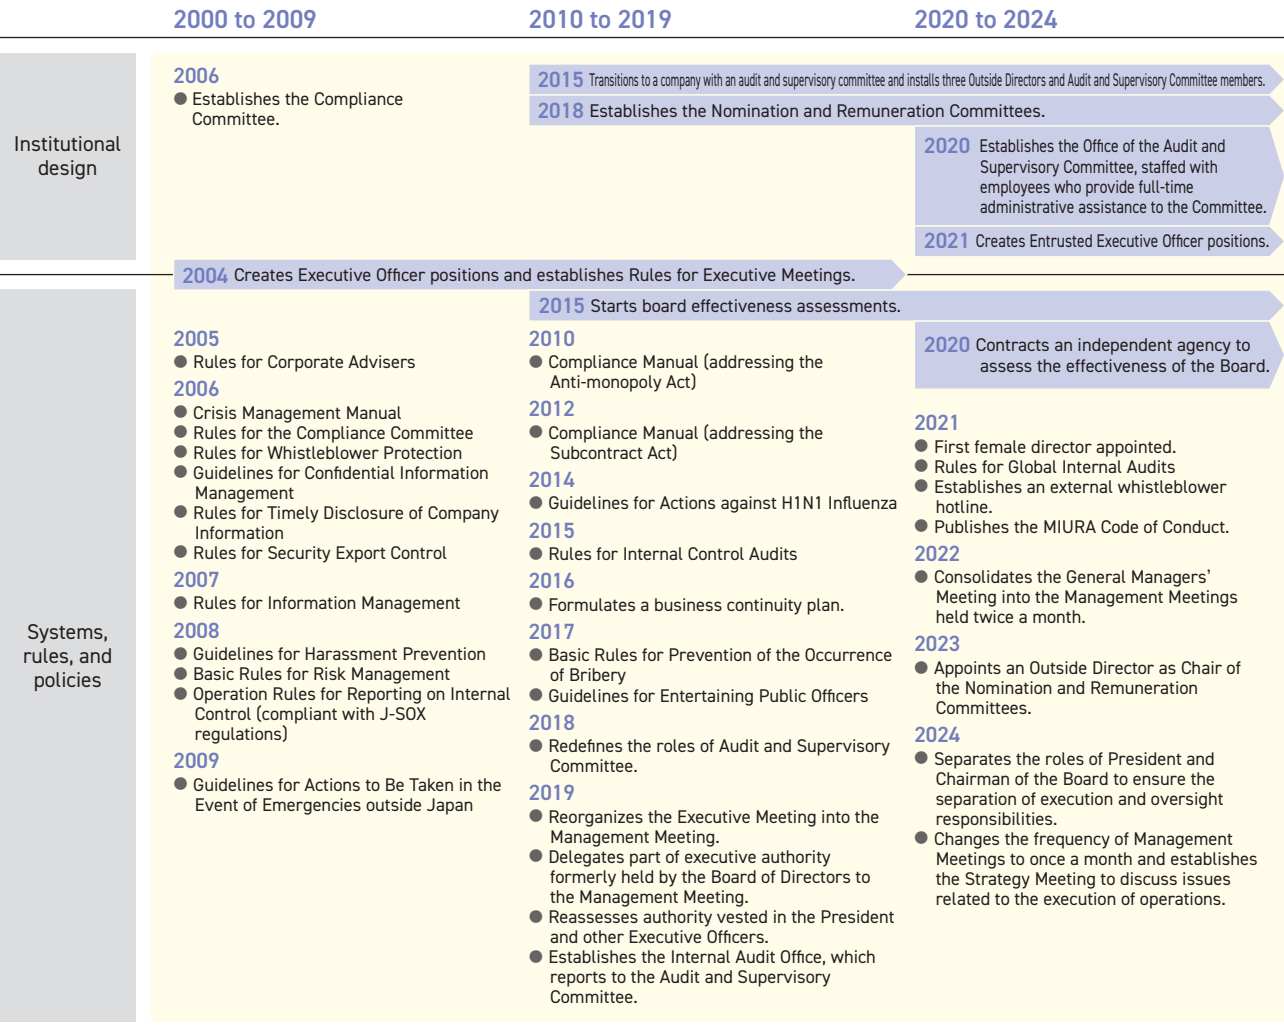 2000 to 2009
2010 to 2019
2020 to 2024
Institutional
design
2006
● Establishes the Compliance
Committee.
2015 Transitions to a company with an audit and supervisory committee and installs three Outside Directors and Audit and Supervisory Committee members.
2018 Establishes the Nomination and Remuneration Committees.
2020 Establishes the Office of the Audit and
Supervisory Committee, staffed with
employees who provide full-time
administrative assistance to the Committee.
2021 Creates Entrusted Executive Officer positions.
2004 Creates Executive Officer positions and establishes Rules for Executive Meetings.
Systems,
rules, and
policies
2015 Starts board effectiveness assessments.
2005
● Rules for Corporate Advisers
2006
● Crisis Management Manual
● Rules for the Compliance Committee
● Rules for Whistleblower Protection
● Guidelines for Confidential Information
Management
● Rules for Timely Disclosure of Company
Information
● Rules for Security Export Control
2007
● Rules for Information Management
2008
● Guidelines for Harassment Prevention
● Basic Rules for Risk Management
● Operation Rules for Reporting on Internal
Control (compliant with J-SOX
regulations)
2009
● Guidelines for Actions to Be Taken in the
Event of Emergencies outside Japan
2010
● Compliance Manual (addressing the
Anti-monopoly Act)
2012
● Compliance Manual (addressing the
Subcontract Act)
2014
● Guidelines for Actions against H1N1 Influenza
2015
● Rules for Internal Control Audits
2016
● Formulates a business continuity plan.
2017
● Basic Rules for Prevention of the Occurrence
of Bribery
● Guidelines for Entertaining Public Officers
2018
● Redefines the roles of Audit and Supervisory
Committee.
2019
● Reorganizes the Executive Meeting into the
Management Meeting.
● Delegates part of executive authority
formerly held by the Board of Directors to
the Management Meeting.
● Reassesses authority vested in the President
and other Executive Officers.
● Establishes the Internal Audit Office, which
reports to the Audit and Supervisory
Committee.
2020 Contracts an independent agency to
assess the effectiveness of the Board.
2021
● First female director appointed.
● Rules for Global Internal Audits
● Establishes an external whistleblower
hotline.
● Publishes the MIURA Code of Conduct.
2022
● Consolidates the General Managers'
Meeting into the Management Meetings
held twice a month.
2023
● Appoints an Outside Director as Chair of
the Nomination and Remuneration
Committees.
2024
● Separates the roles of President and
Chairman of the Board to ensure the
separation of execution and oversight
responsibilities.
● Changes the frequency of Management
Meetings to once a month and establishes
the Strategy Meeting to discuss issues
related to the execution of operations.